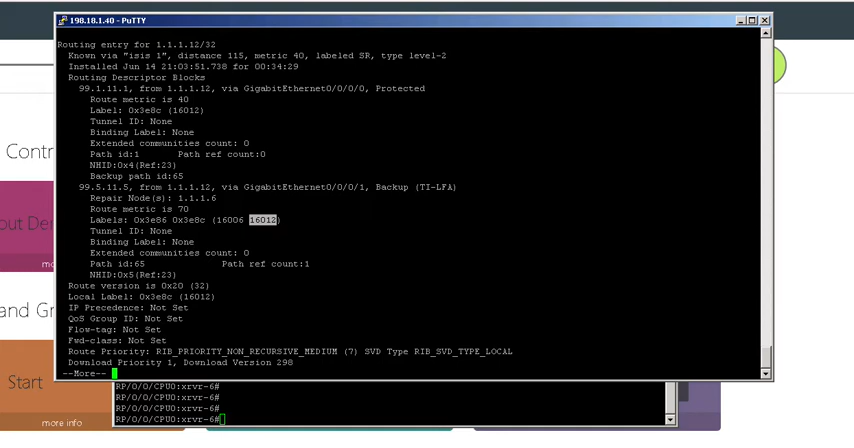 198.18.1.40 - PuTTY
Routing entry for 1.1.1.12/32
Known via "isis 1", distance 115, metric 40, labeled SR, type level-2
Installed Jun 14 21:03:51.738 for 00:34:29
Routing Descriptor Blocks
99.1.11.1, from 1.1.1.12, via GigabitEthernet0/0/0/0, Protected
Route metric is 40
Label: 0x3e8c (16012)
Tunnel ID: None
Binding Label: None
Extended communities count: 0
Path id:1 Path ref count:0
NHID:0x4(Ref:23)
Backup path id:65
99.5.11.5, from 1.1.1.12, via GigabitEthernet0/0/0/1, Backup (TI-LFA)
Repair Node(s): 1.1.1.6
Route metric is 70
Labels: 0x3e86 0x3e8c (16006 16012)
Tunnel ID: None
Binding Label: None
Extended communities count: 0
Path id:65 Path ref count:1
NHID:0x5(Ref:23)
Route version is 0x20 (32)
Local Label: 0x3e8c (16012)
IP Precedence: Not Set
QoS Group ID: Not Set
Flow-tag: Not Set
Fwd-class: Not Set
Route Priority: RIB_PRIORITY_NON_RECURSIVE_MEDIUM (7) SVD Type RIB_SVD_TYPE_LOCAL
Download Priority 1, Download Version 298
--More--
RP/0/0/CPU0:xrvr-6#
RP/0/0/CPU0:xrvr-6#
RP/0/0/CPU0:xrvr-6#
RP/0/0/CPU0:xrvr-6#
Contr
out De
mo
and Gr
Start
more info